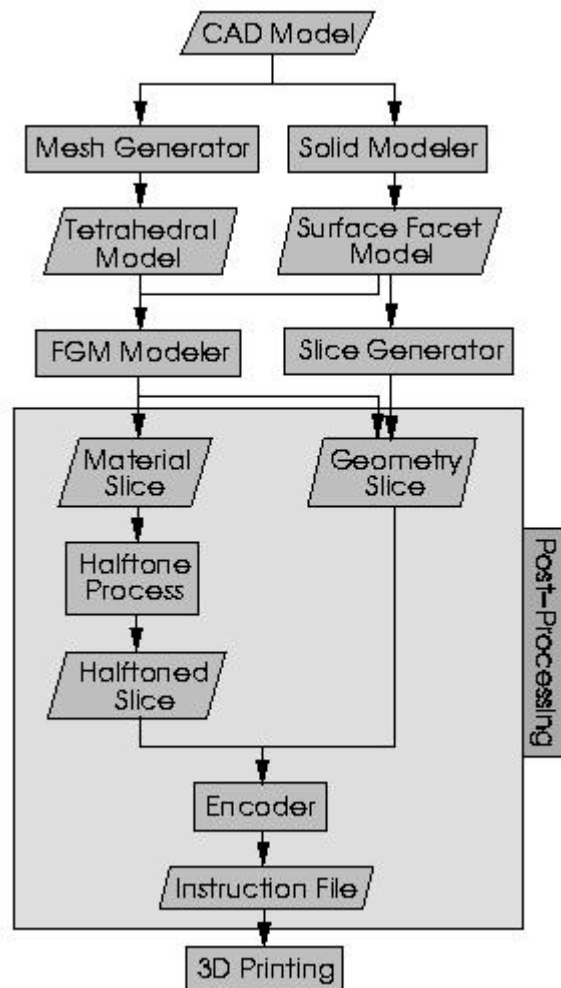 CAD Model
Mesh Generator
Solid Modeler
Tetrahedral
Model
Surface Facet
Model
FGM Modeler
Slice Generator
Material
Slice
Geometry
Slice
Halftone
Process
Post-Processing
Halftoned
Slice
Encoder
Instruction File
3D Printing